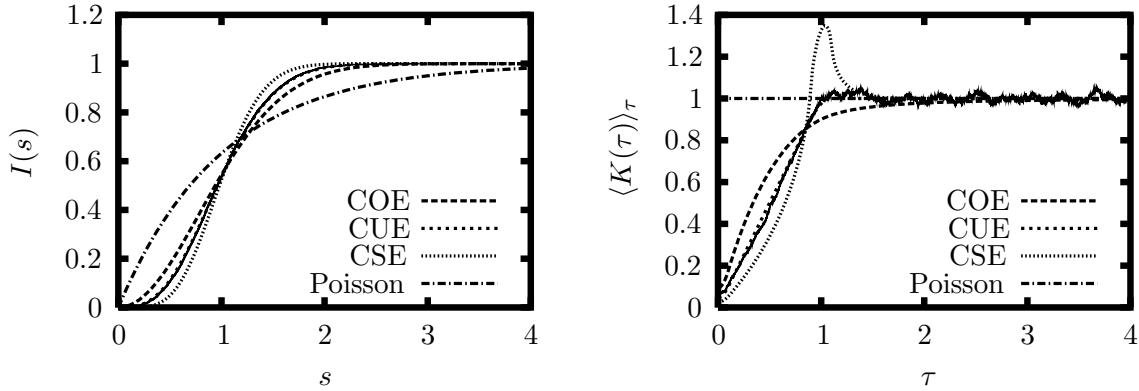 1.2
1
0.8
0.6
0.4
0.2
0
I(s)
COE
CUE
CSE
Poisson
0 1 2 3 4
s
1.4
1.2
1
0.8
0.6
0.4
0.2
0
⟨K(τ)⟩τ
COE
CUE
CSE
Poisson
0 1 2 3 4
τ